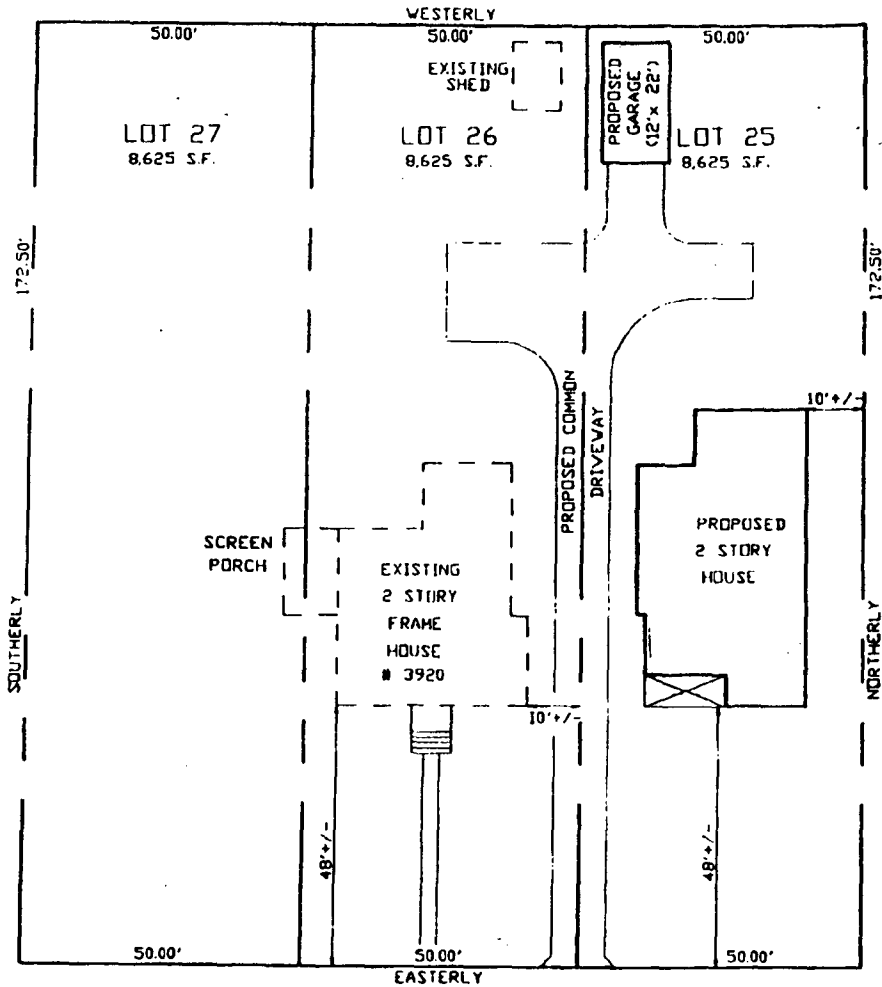 WESTERLY
50.00' 50.00' 50.00'
EXISTING
SHED
PROPOSED
GARAGE
(12'x 22')
LOT 27
8,625 S.F.
LOT 26
8,625 S.F.
LOT 25
8,625 S.F.
172.50'
172.50'
PROPOSED COMMON
DRIVEWAY
10'+/-
SCREEN
PORCH
EXISTING
2 STORY
FRAME
HOUSE
# 3920
PROPOSED
2 STORY
HOUSE
SOUTHERLY
NORTHERLY
10'+/-
48'+/-
48'+/-
50.00' 50.00' 50.00'
EASTERLY